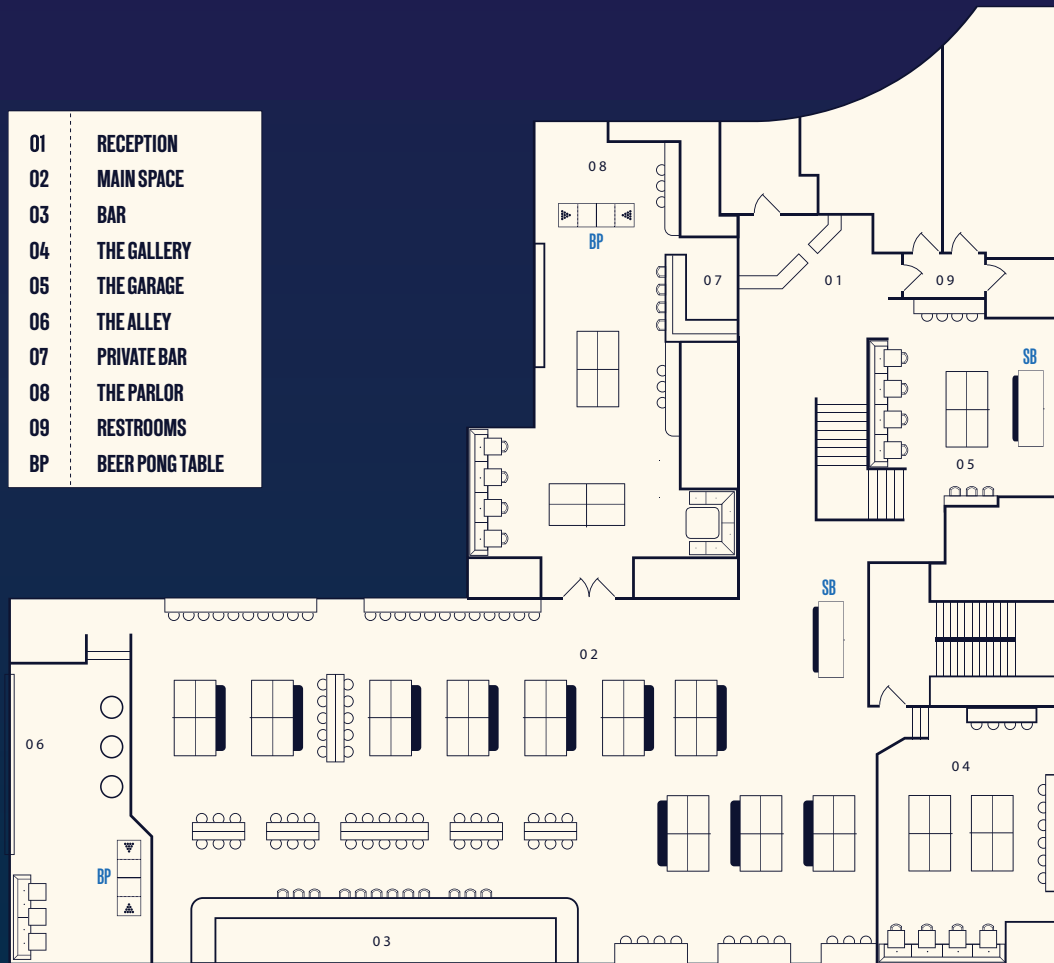 01 RECEPTION
02 MAIN SPACE
03 BAR
04 THE GALLERY
05 THE GARAGE
06 THE ALLEY
07 PRIVATE BAR
08 THE PARLOR
09 RESTROOMS
BP BEER PONG TABLE
08
BP
07
01
09
SB
05
SB
02
06
04
BP
03